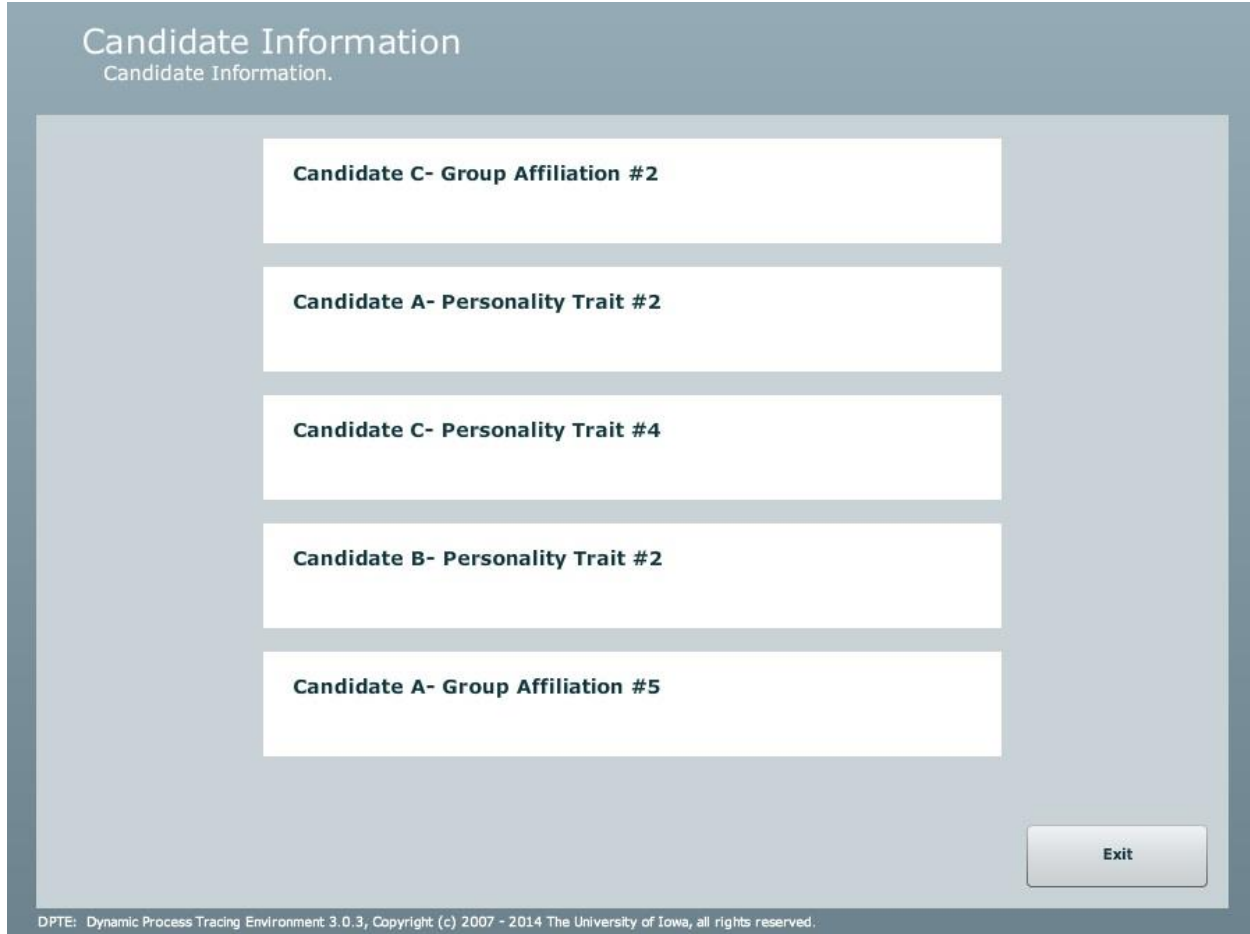 Candidate Information
Candidate Information.
Candidate C- Group Affiliation #2
Candidate A- Personality Trait #2
Candidate C- Personality Trait #4
Candidate B- Personality Trait #2
Candidate A- Group Affiliation #5
Exit
DPTE: Dynamic Process Tracing Environment 3.0.3, Copyright (c) 2007 - 2014 The University of Iowa, all rights reserved.